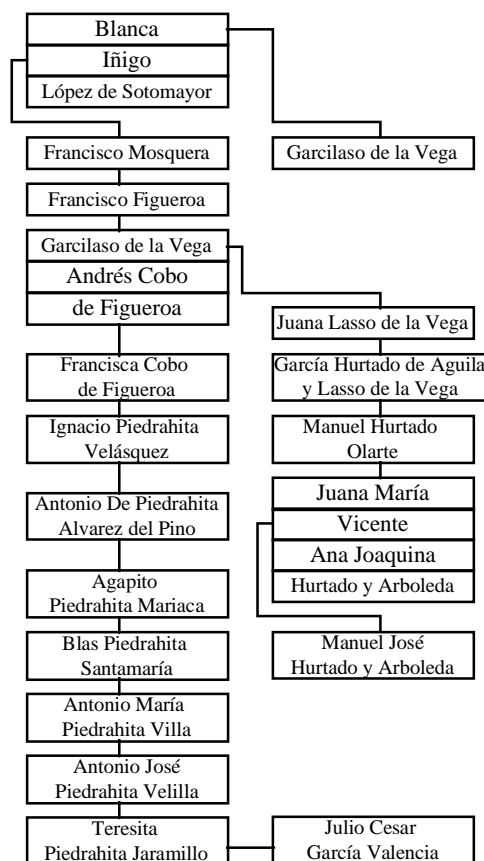 Blanca
Iñigo
López de Sotomayor
Francisco Mosquera
Garcilaso de la Vega
Francisco Figueroa
Garcilaso de la Vega
Andrés Cobo
de Figueroa
Juana Lasso de la Vega
Francisca Cobo
de Figueroa
García Hurtado de Aguila
y Lasso de la Vega
Ignacio Piedrahita
Velásquez
Manuel Hurtado
Olarte
Antonio De Piedrahita
Alvarez del Pino
Juana María
Vicente
Ana Joaquina
Hurtado y Arboleda
Agapito
Piedrahita Mariaca
Blas Piedrahita
Santamaría
Manuel José
Hurtado y Arboleda
Antonio María
Piedrahita Villa
Antonio José
Piedrahita Velilla
Teresita
Piedrahita Jaramillo
Julio Cesar
García Valencia